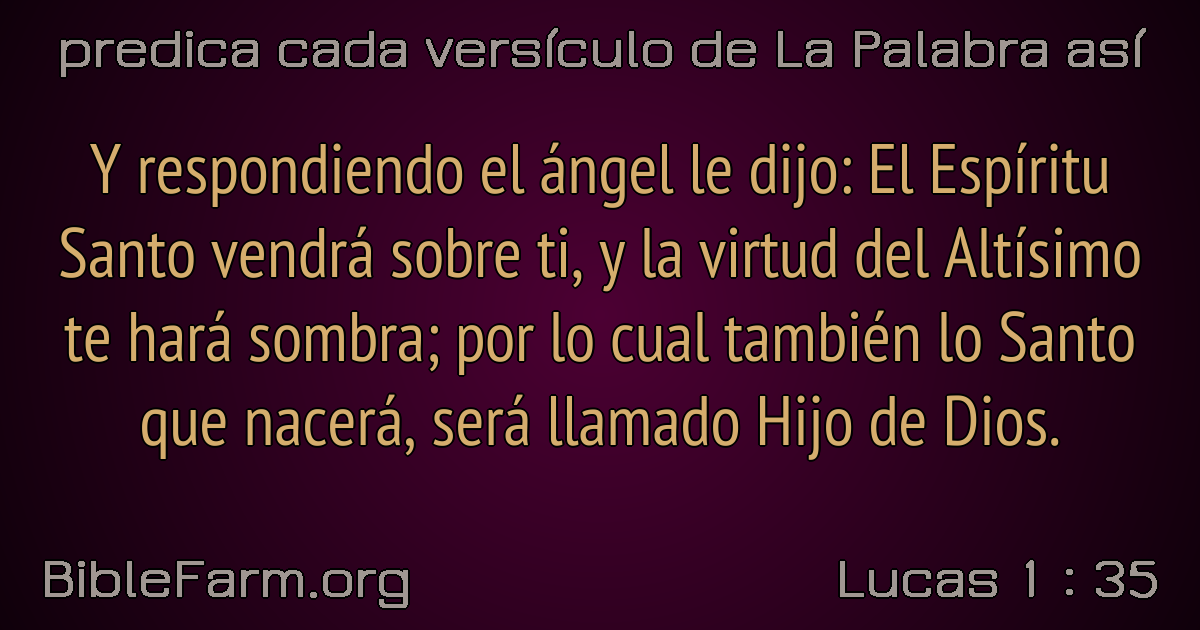 predica cada versículo de La Palabra así
Y respondiendo el ángel le dijo: El Espíritu
Santo vendrá sobre ti, y la virtud del Altísimo
te hará sombra; por lo cual también lo Santo
que nacerá, será llamado Hijo de Dios.
BibleFarm.org
Lucas 1 : 35